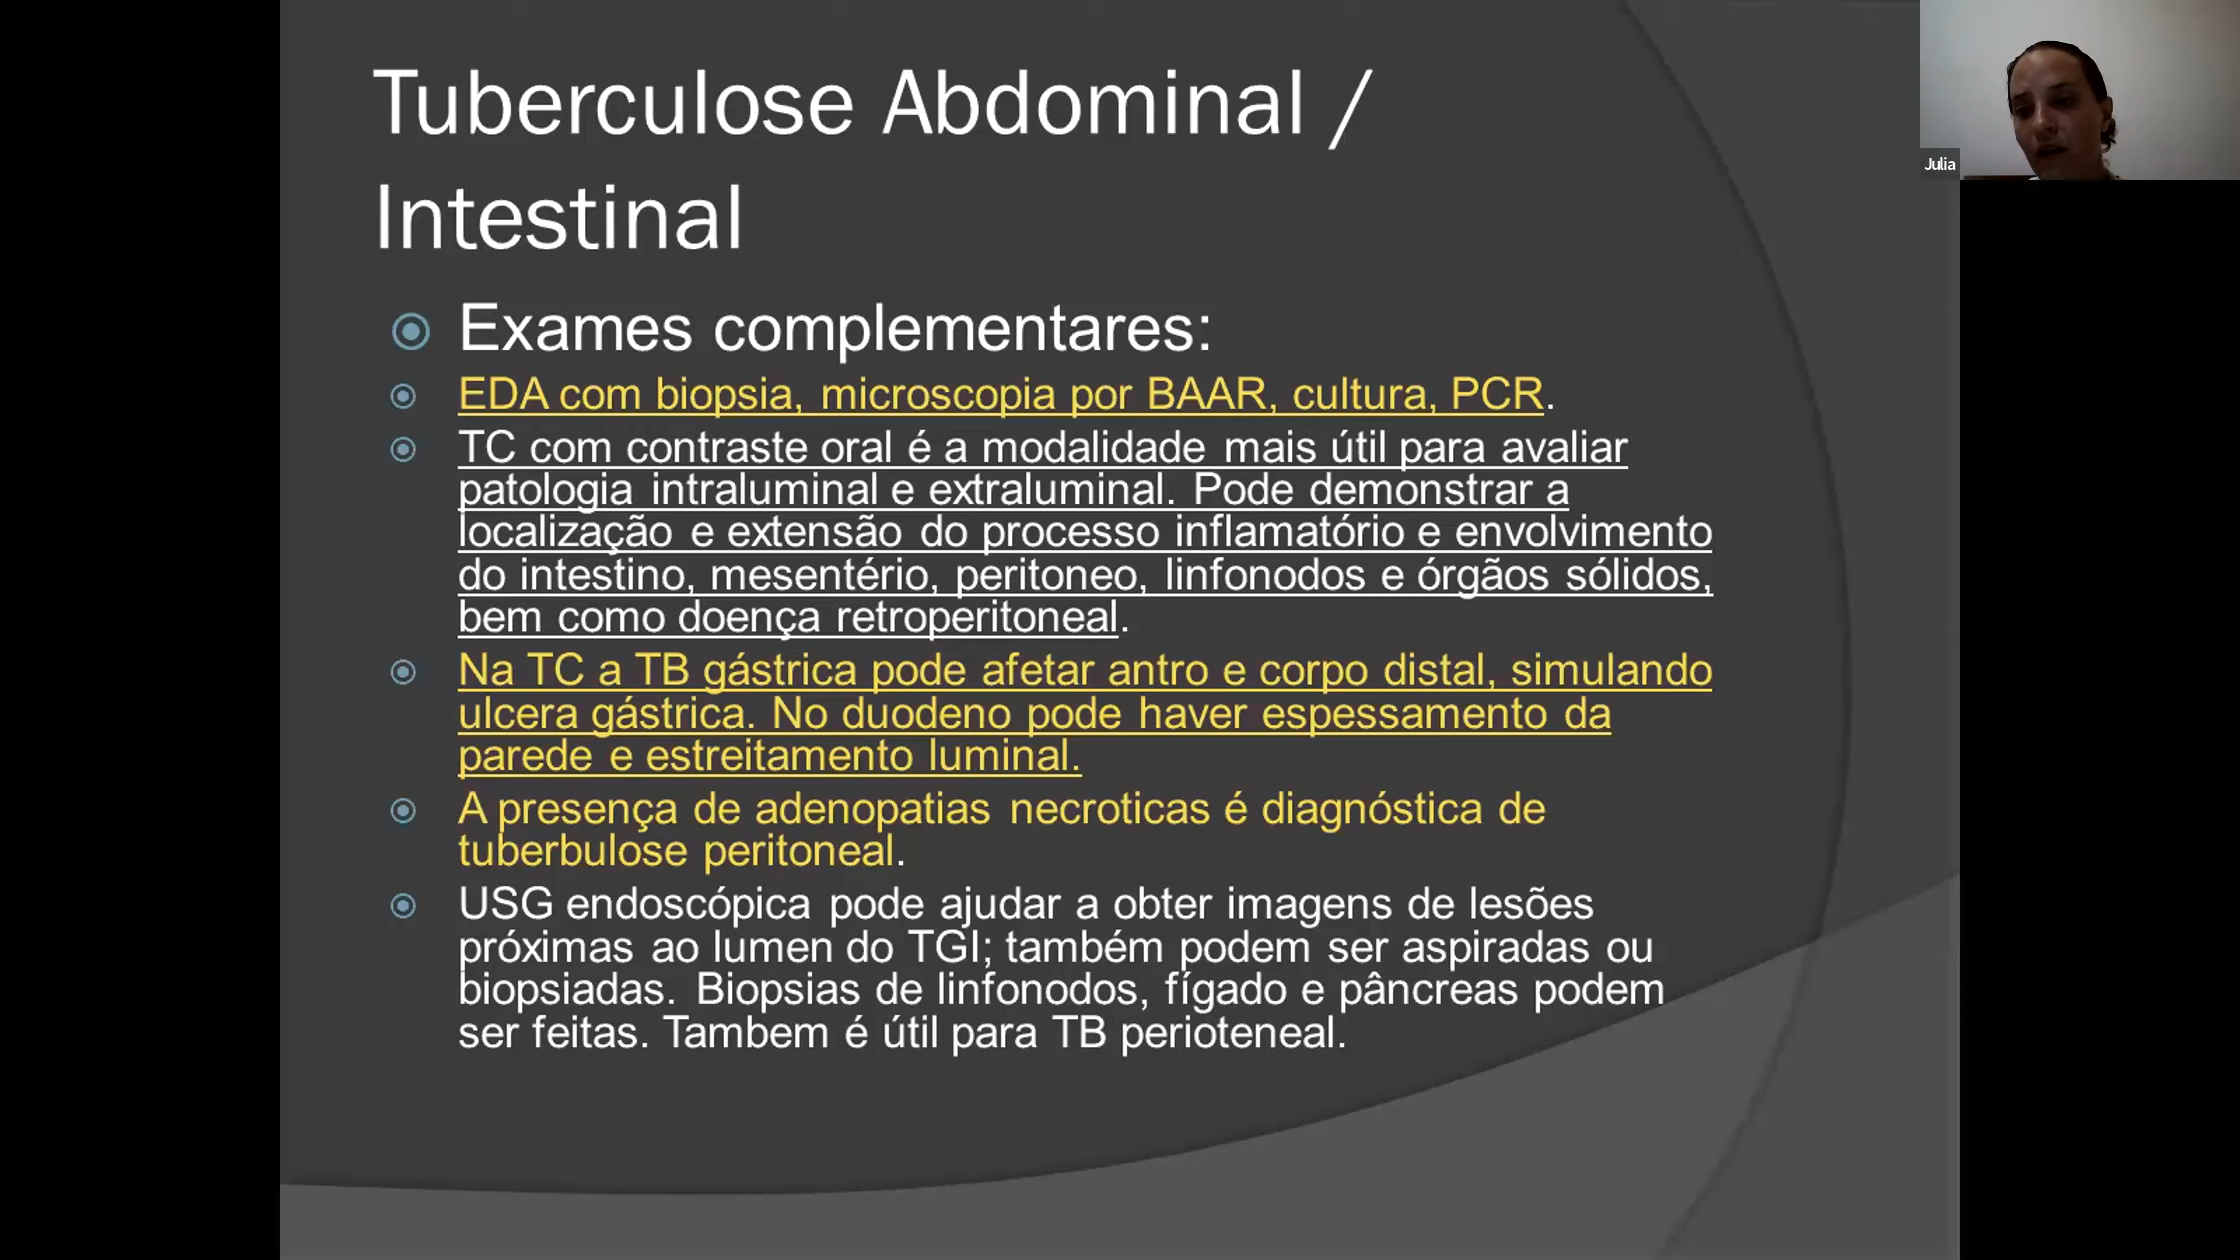 Tuberculose Abdominal /
Intestinal
Exames complementares:
EDA com biopsia, microscopia por BAAR, cultura, PCR.
TC com contraste oral é a modalidade mais útil para avaliar
patologia intraluminal e extraluminal. Pode demonstrar a
localização e extensão do processo inflamatório e envolvimento
do intestino, mesentério, peritoneo, linfonodos e órgãos sólidos,
bem como doença retroperitoneal.
Na TC a TB gástrica pode afetar antro e corpo distal, simulando
ulcera gástrica. No duodeno pode haver espessamento da
parede e estreitamento luminal.
A presença de adenopatias necroticas é diagnóstica de
tuberbulose peritoneal.
USG endoscópica pode ajudar a obter imagens de lesões
próximas ao lumen do TGI; também podem ser aspiradas ou
biopsiadas. Biopsias de linfonodos, fígado e pâncreas podem
ser feitas. Tambem é útil para TB perioteneal.
Julia